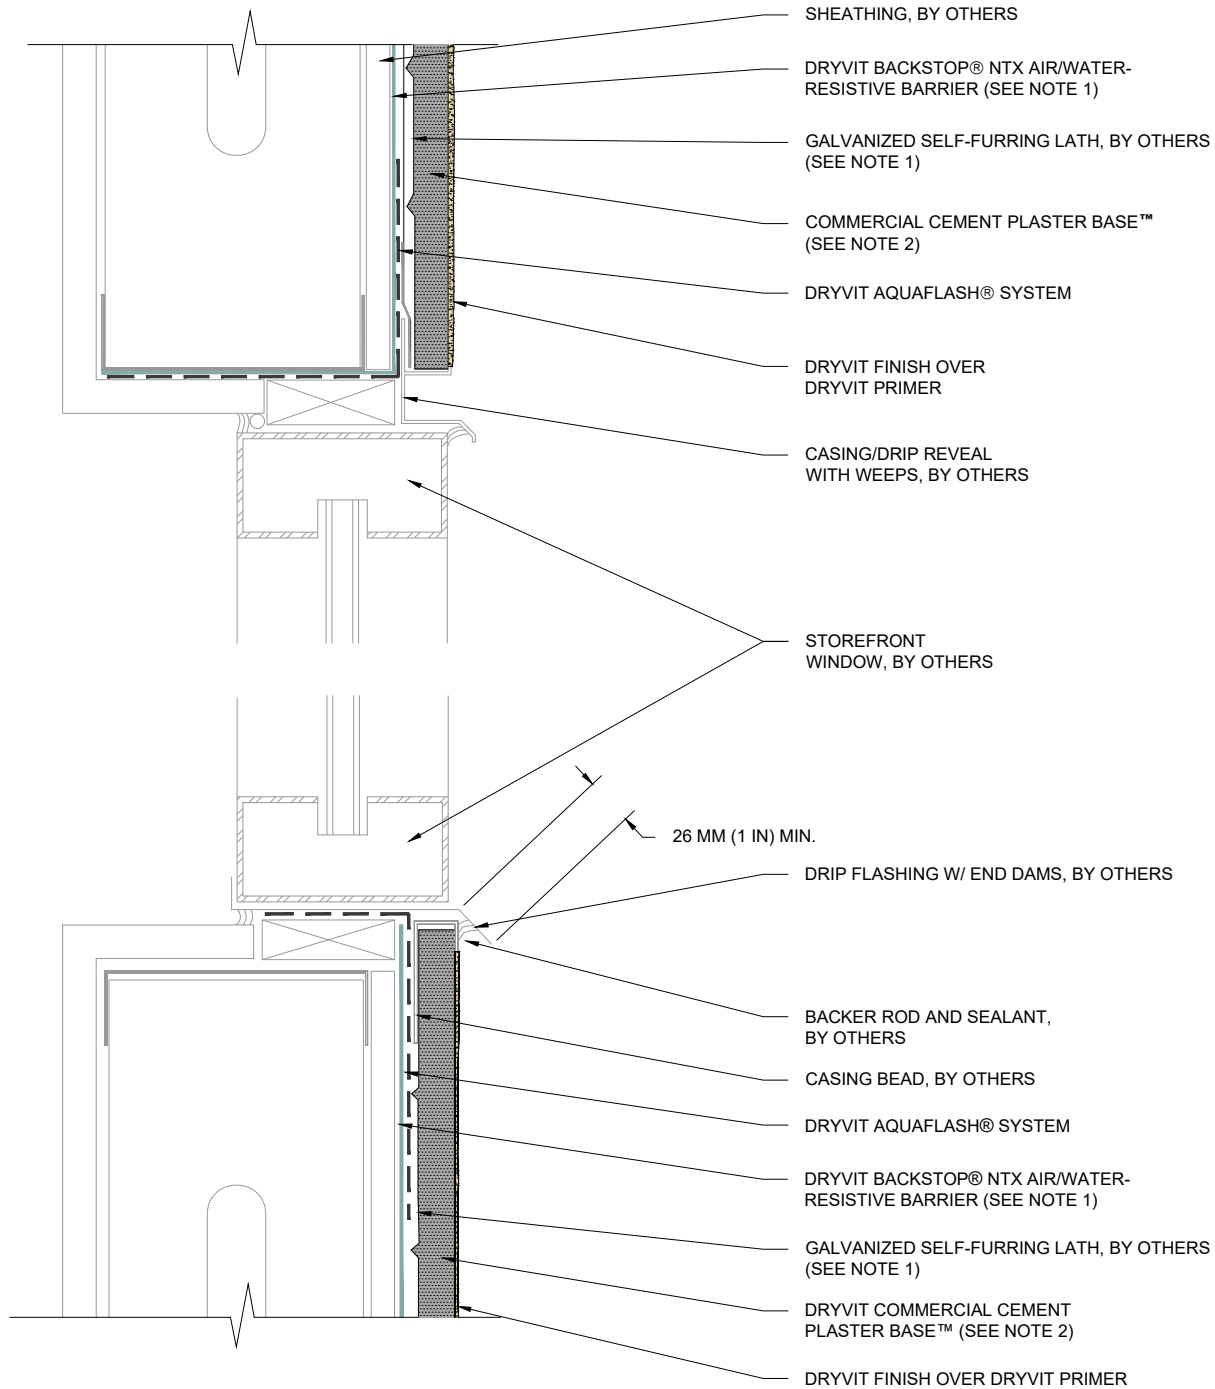 SHEATHING, BY OTHERS
DRYVIT BACKSTOP® NTX AIR/WATER-
RESISTIVE BARRIER (SEE NOTE 1)
GALVANIZED SELF-FURRING LATH, BY OTHERS
(SEE NOTE 1)
COMMERCIAL CEMENT PLASTER BASE™
(SEE NOTE 2)
DRYVIT AQUAFLASH® SYSTEM
DRYVIT FINISH OVER
DRYVIT PRIMER
CASING/DRIP REVEAL
WITH WEEPS, BY OTHERS
STOREFRONT
WINDOW, BY OTHERS
26 MM (1 IN) MIN.
DRIP FLASHING W/ END DAMS, BY OTHERS
BACKER ROD AND SEALANT,
BY OTHERS
CASING BEAD, BY OTHERS
DRYVIT AQUAFLASH® SYSTEM
DRYVIT BACKSTOP® NTX AIR/WATER-
RESISTIVE BARRIER (SEE NOTE 1)
GALVANIZED SELF-FURRING LATH, BY OTHERS
(SEE NOTE 1)
DRYVIT COMMERCIAL CEMENT
PLASTER BASE™ (SEE NOTE 2)
DRYVIT FINISH OVER DRYVIT PRIMER